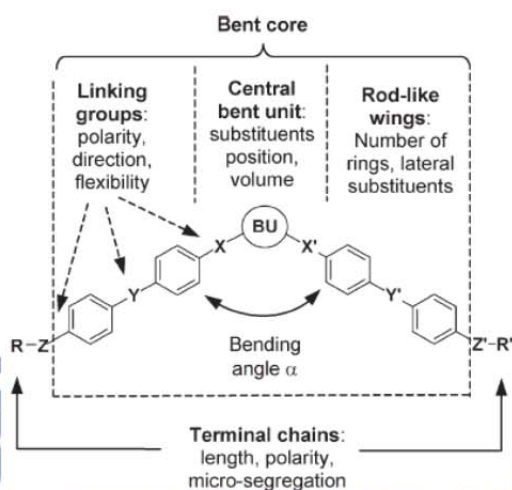 Bent core
Linking
groups:
polarity,
direction,
flexibility
Central
bent unit:
substituents
position,
volume
Rod-like
wings:
Number of
rings, lateral
substituents
BU
X
X'
Y
Y'
R-Z
Z'-R'
Bending
angle α
Terminal chains:
length, polarity,
micro-segregation